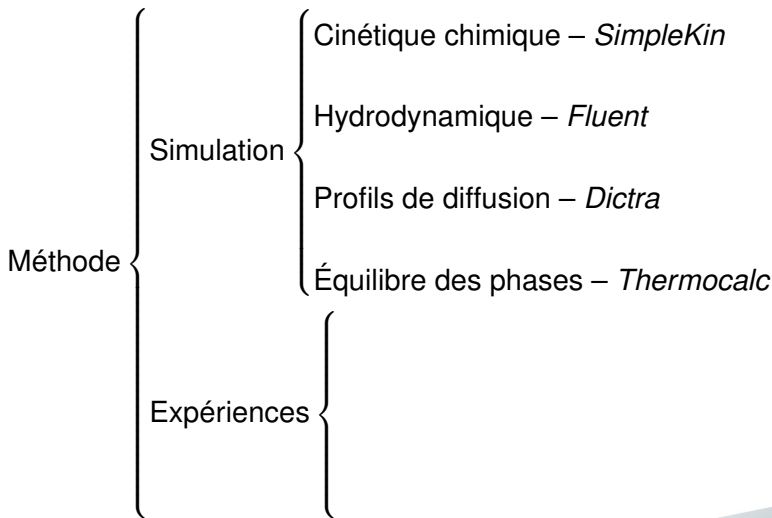 Cinétique chimique – SimpleKin
Hydrodynamique – Fluent
Simulation
Profils de diffusion – Dictra
Méthode
Équilibre des phases – Thermocalc
Expériences